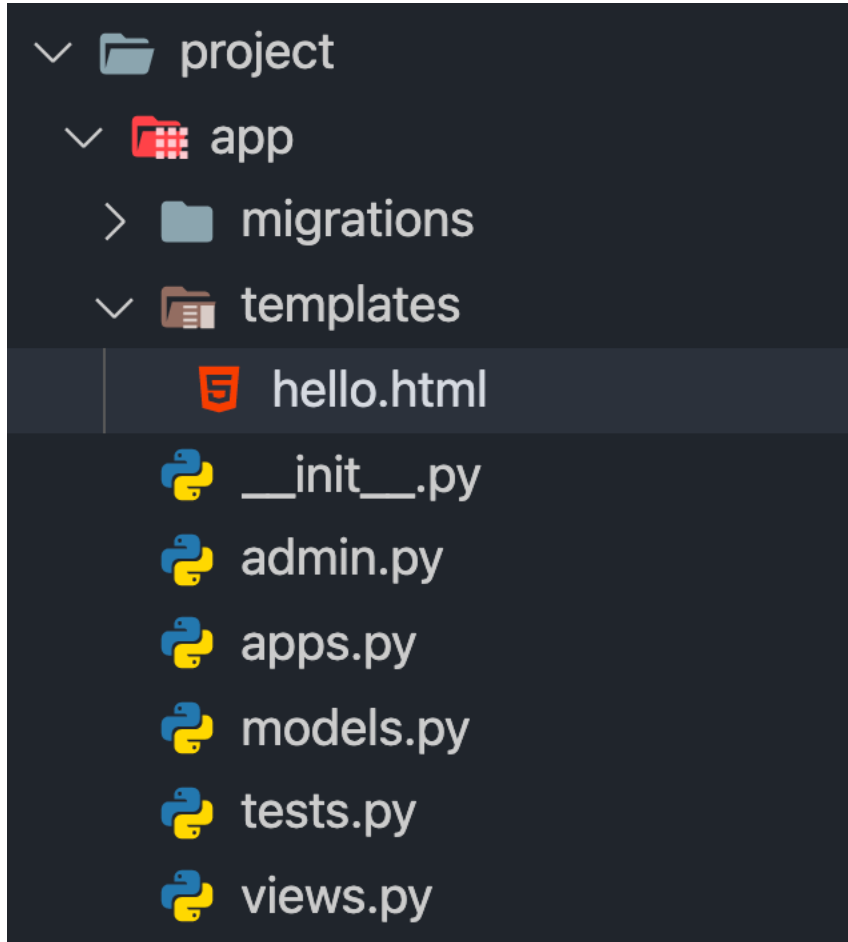 project
app
migrations
templates
hello.html
__init__.py
admin.py
apps.py
models.py
tests.py
views.py